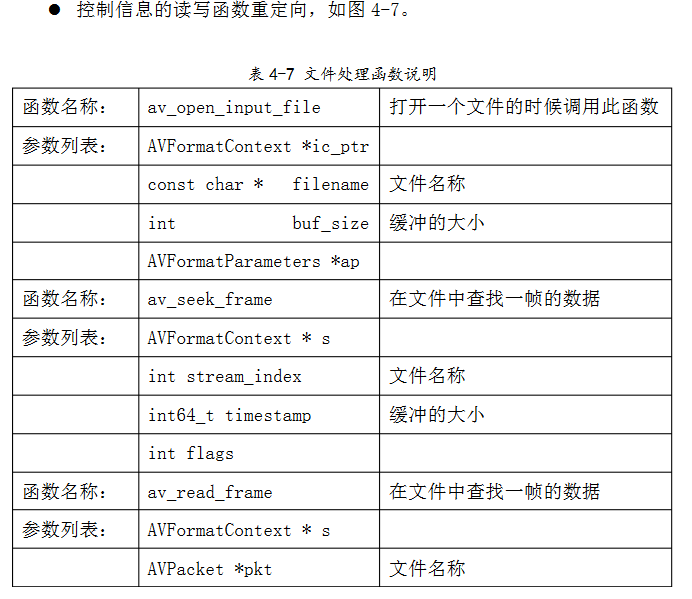 ● 控制信息的读写函数重定向，如图 4-7。
表 4-7 文件处理函数说明
函数名称： av_open_input_file 打开一个文件的时候调用此函数
参数列表： AVFormatContext *ic_ptr
const char * filename 文件名称
int buf_size 缓冲的大小
AVFormatParameters *ap
函数名称： av_seek_frame 在文件中查找一帧的数据
参数列表： AVFormatContext * s
int stream_index 文件名称
int64_t timestamp 缓冲的大小
int flags
函数名称： av_read_frame 在文件中查找一帧的数据
参数列表： AVFormatContext * s
AVPacket *pkt 文件名称